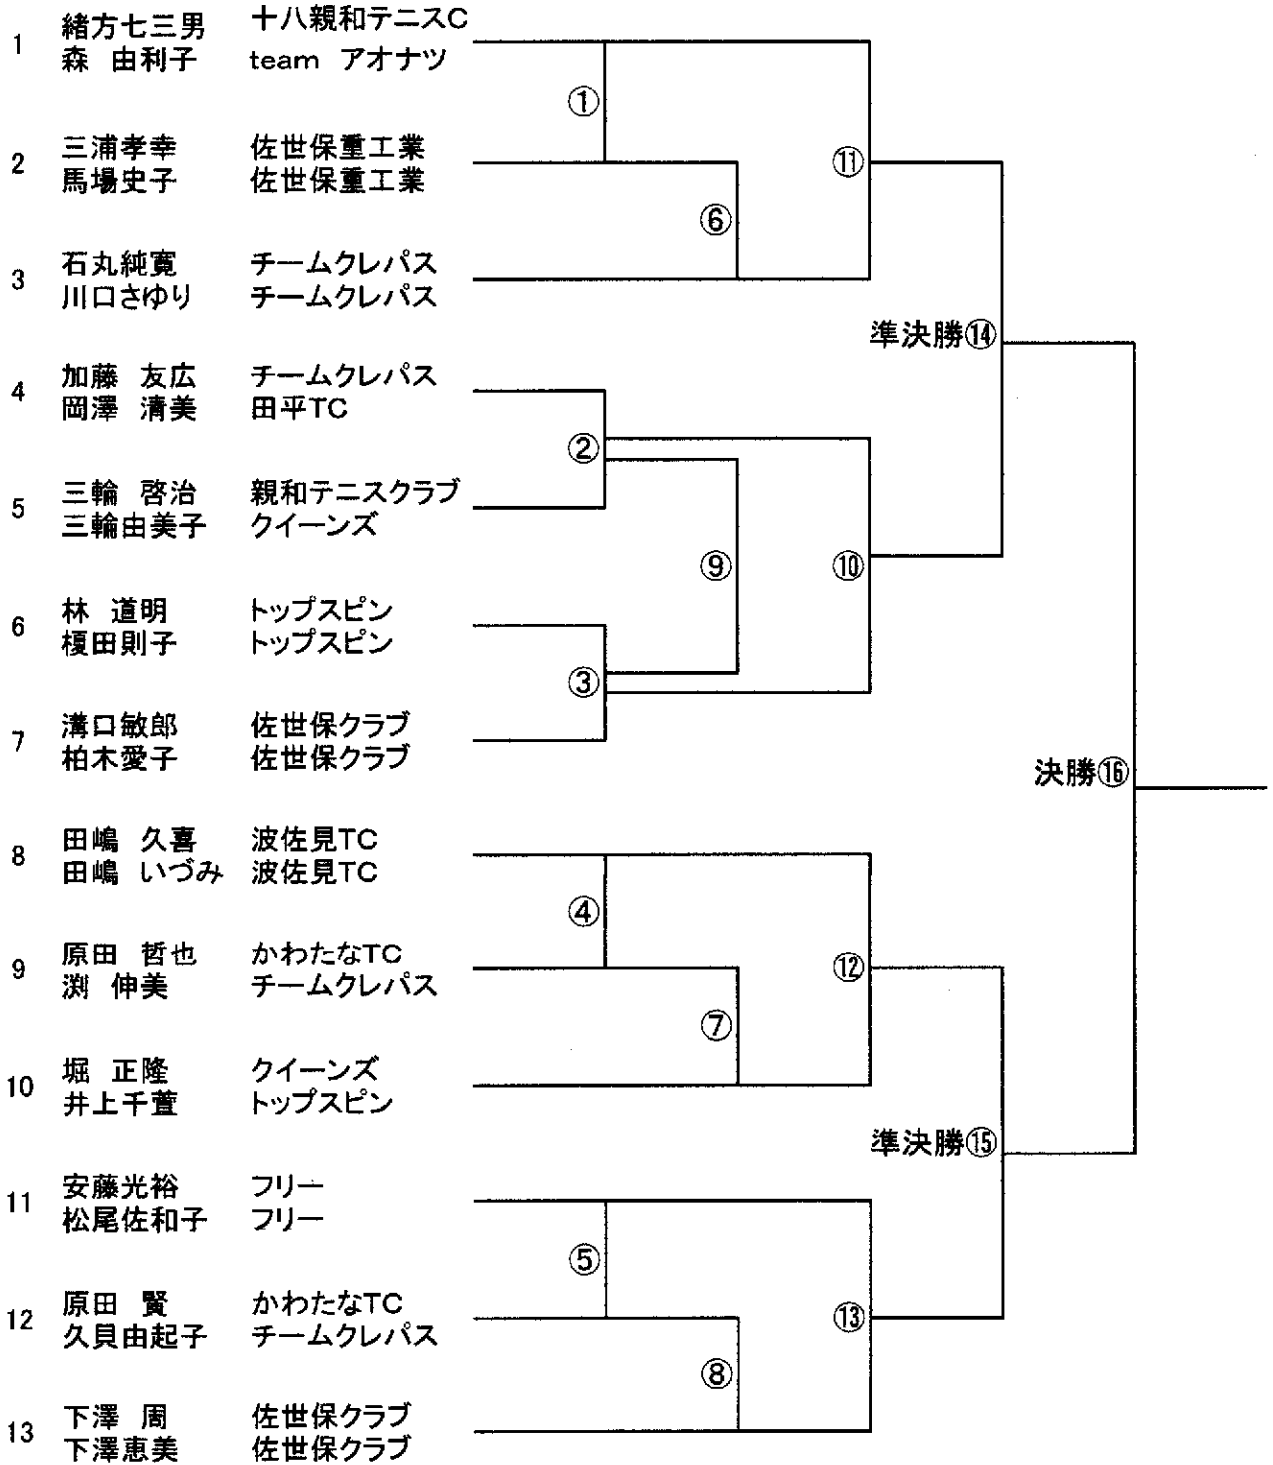 1 緒方七三男 十八親和テニスC
森 由利子 team アオナツ
①
2 三浦孝幸 佐世保重工業
馬場史子 佐世保重工業
⑪
⑥
3 石丸純寛 チームクレパス
川口さゆり チームクレパス
準決勝⑭
4 加藤 友広 チームクレパス
岡澤 清美 田平TC
②
5 三輪 啓治 親和テニスクラブ
三輪由美子 クイーンズ
⑨ ⑩
6 林 道明 トップスピン
榎田則子 トップスピン
③
7 溝口敏郎 佐世保クラブ
柏木愛子 佐世保クラブ
決勝⑯
8 田嶋 久喜 波佐見TC
田嶋 いづみ 波佐見TC
④
9 原田 哲也 かわたなTC
渕 伸美 チームクレパス
⑫
⑦
10 堀 正隆 クイーンズ
井上千萱 トップスピン
準決勝⑮
11 安藤光裕 フリー
松尾佐和子 フリー
⑤
12 原田 賢 かわたなTC
久貝由起子 チームクレパス
⑬
⑧
13 下澤 周 佐世保クラブ
下澤恵美 佐世保クラブ